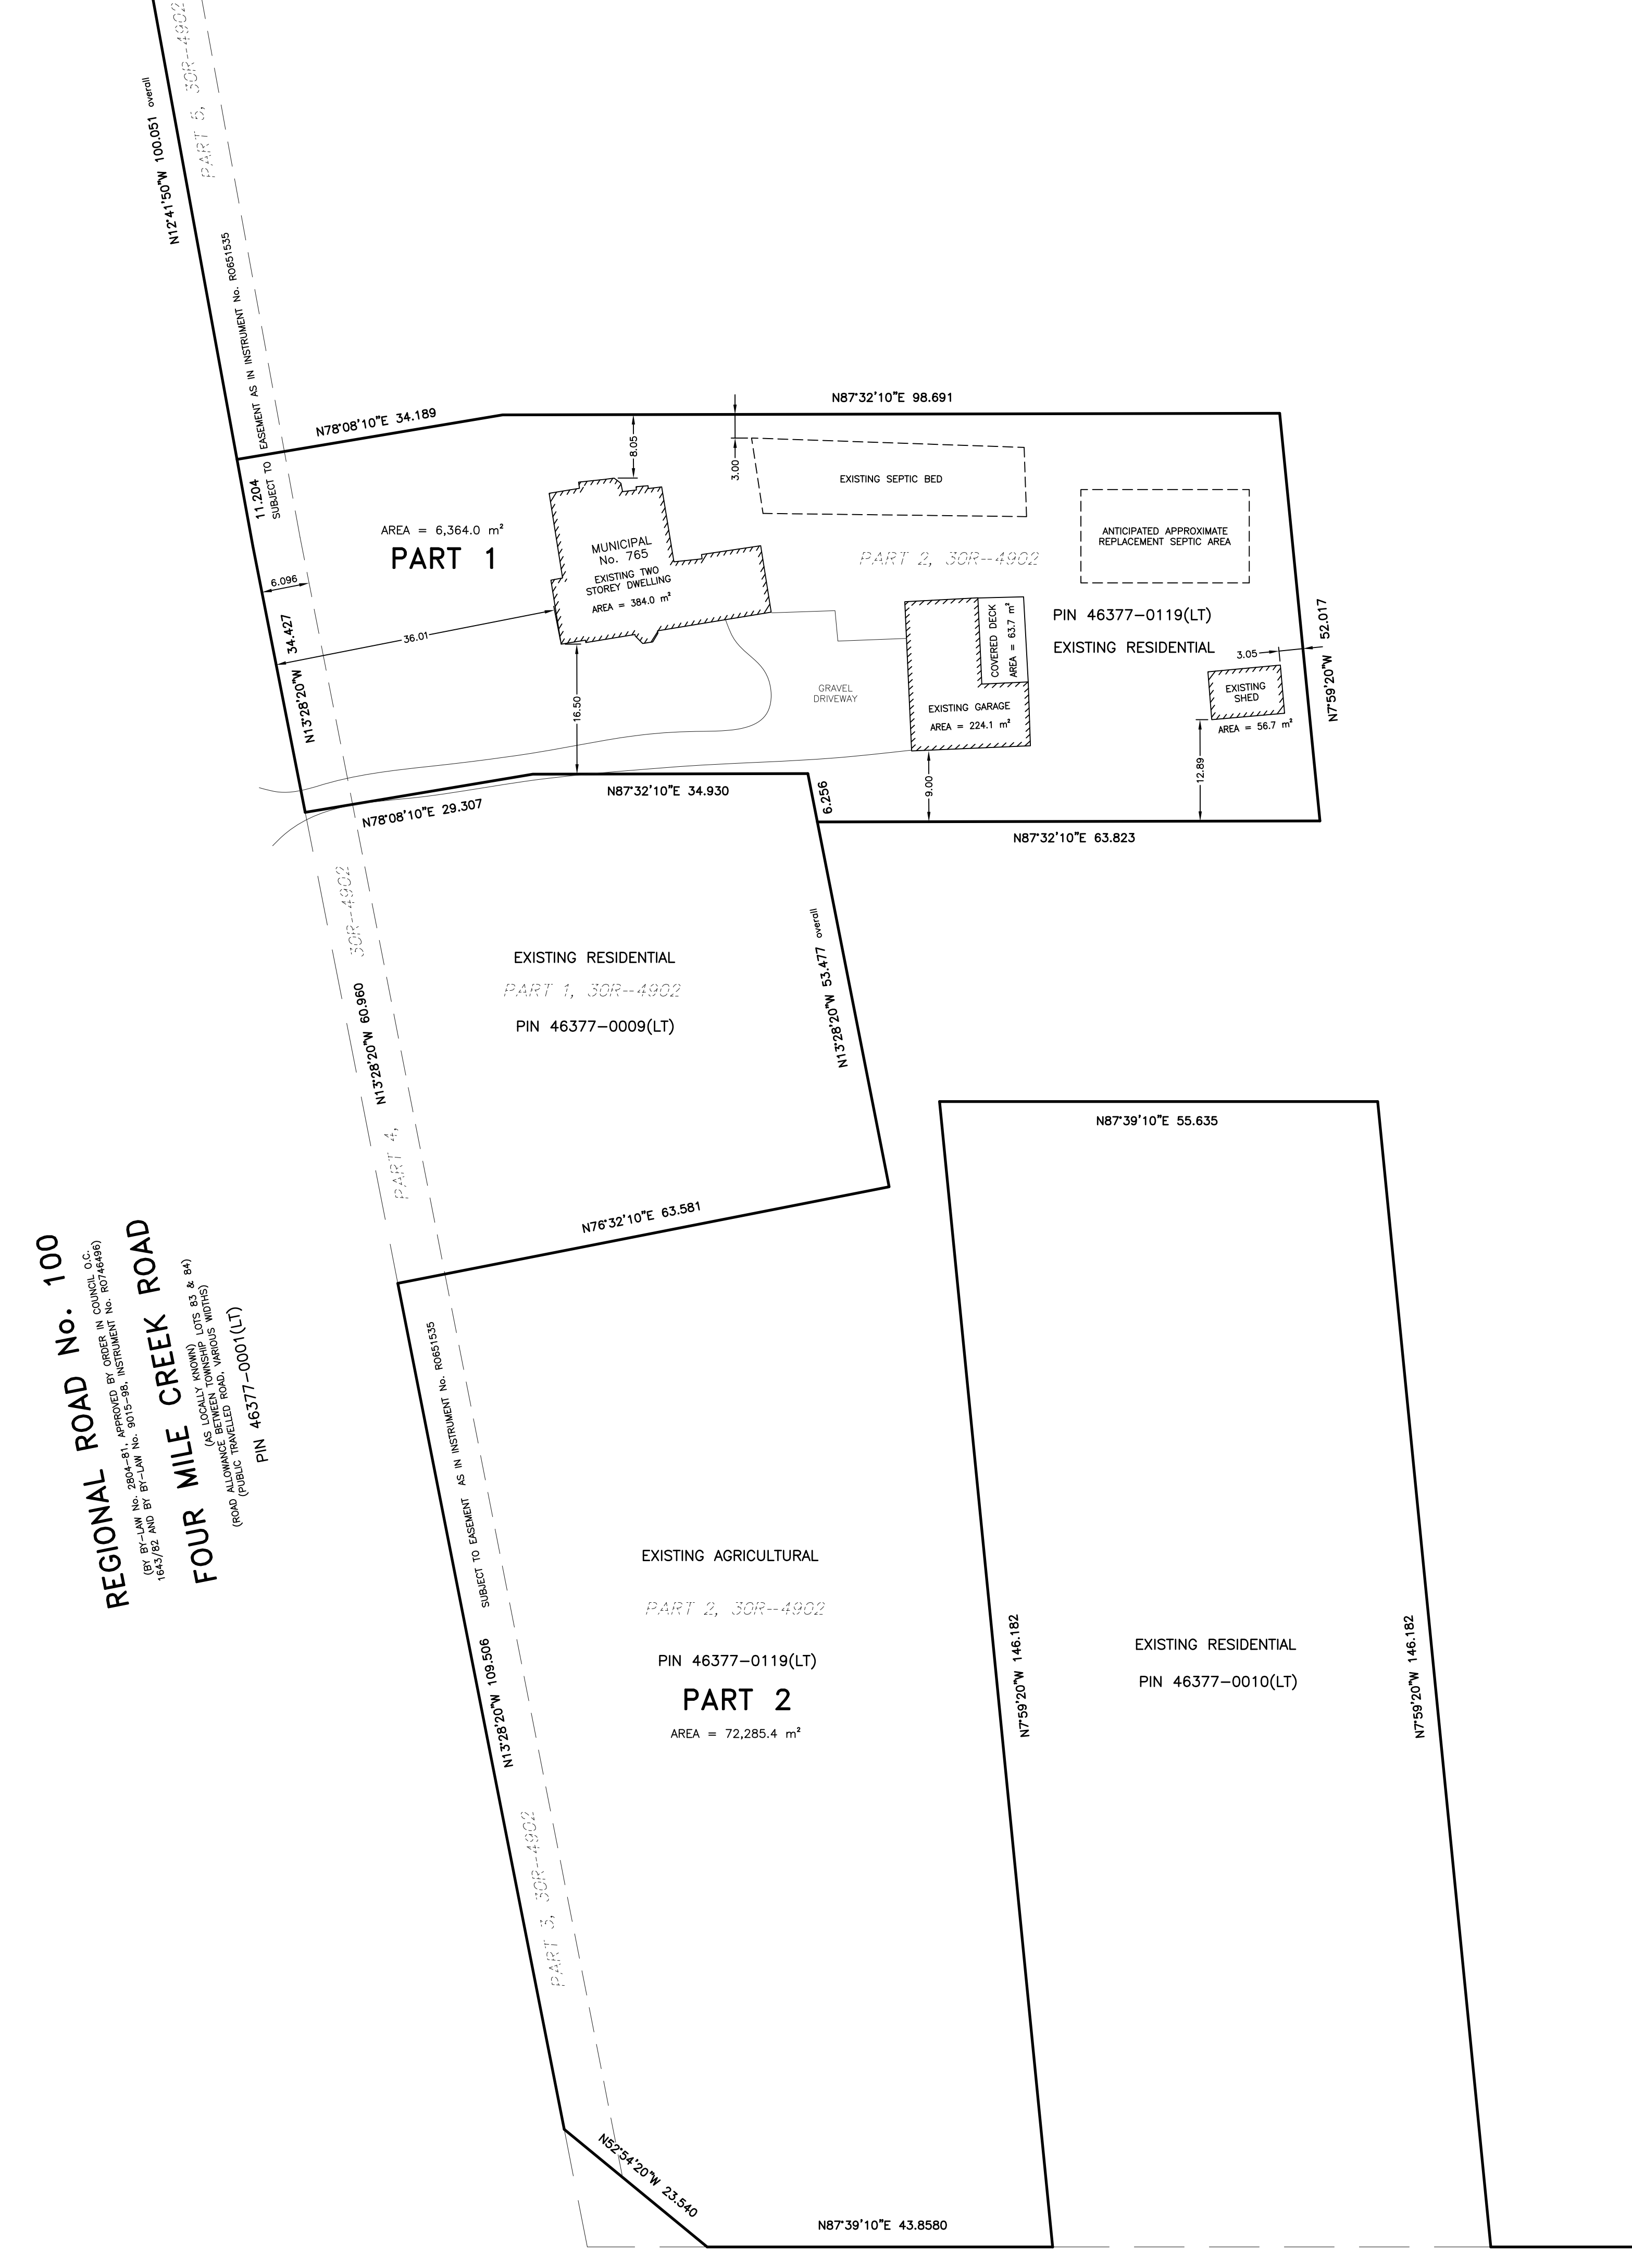 PART 5, 30R-4902
N12°41'50"W 100.051 overall
SUBJECT TO EASEMENT AS IN INSTRUMENT No. RO651535
N78°08'10"E 34.189
N87°32'10"E 98.691
11.204
8.05
3.00
EXISTING SEPTIC BED
AREA = 6,364.0 m²
PART 1
MUNICIPAL
No. 765
EXISTING TWO
STOREY DWELLING
AREA = 384.0 m²
PART 2, 30R-4902
ANTICIPATED APPROXIMATE
REPLACEMENT SEPTIC AREA
6.096
36.01
N13°28'20"W 34.427
16.50
GRAVEL
DRIVEWAY
COVERED DECK
AREA = 63.7 m²
EXISTING GARAGE
AREA = 224.1 m²
PIN 46377-0119(LT)
EXISTING RESIDENTIAL
3.05
EXISTING
SHED
AREA = 56.7 m²
N7°59'20"W 52.017
9.00
12.89
N78°08'10"E 29.307
N87°32'10"E 34.930
6.256
N87°32'10"E 63.823
EXISTING RESIDENTIAL
PART 1, 30R-4902
PIN 46377-0009(LT)
N13°28'20"W 53.477 overall
N13°28'20"W 60.960
PART 4, 30R-4902
N76°32'10"E 63.581
N87°39'10"E 55.635
REGIONAL ROAD No. 100
(BY BY-LAW No. 2804-81, APPROVED BY ORDER IN COUNCIL O.C.
1643/82 AND BY BY-LAW No. 9015-98, INSTRUMENT No. RO746496)
FOUR MILE CREEK ROAD
(AS LOCALLY KNOWN)
(ROAD ALLOWANCE BETWEEN TOWNSHIP LOTS 83 & 84)
(PUBLIC TRAVELLED ROAD, VARIOUS WIDTHS)
PIN 46377-0001(LT)
SUBJECT TO EASEMENT AS IN INSTRUMENT No. RO651535
N13°28'20"W 109.506
EXISTING AGRICULTURAL
PART 2, 30R-4902
PIN 46377-0119(LT)
PART 2
AREA = 72,285.4 m²
N7°59'20"W 146.182
EXISTING RESIDENTIAL
PIN 46377-0010(LT)
N7°59'20"W 146.182
PART 3, 30R-4902
N52°54'20"W 23.540
N87°39'10"E 43.8580